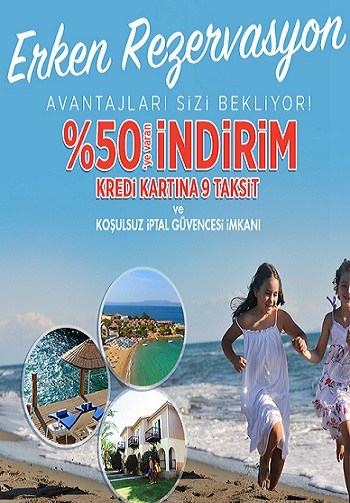 Erken Rezervasyon
AVANTAJLARI SİZİ BEKLİYOR!
%50 'ye varan İNDİRİM
KREDİ KARTINA 9 TAKSİT
ve
KOŞULSUZ İPTAL GÜVENCESİ İMKANI